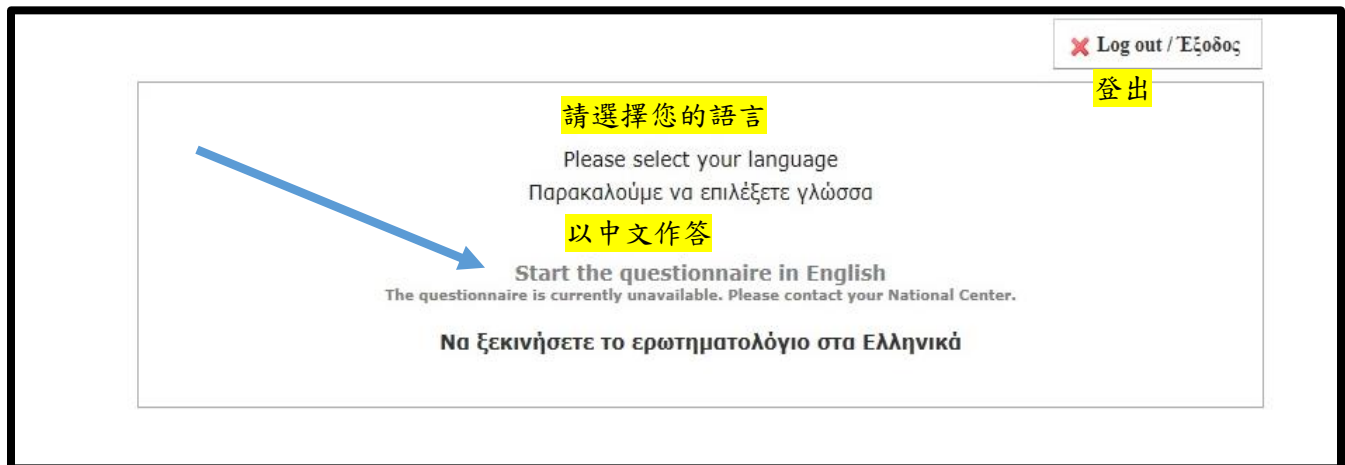 Log out / Έξοδος
登出
請選擇您的語言
Please select your language
Παρακαλούμε να επιλέξετε γλώσσα
以中文作答
Start the questionnaire in English
The questionnaire is currently unavailable. Please contact your National Center.
Να ξεκινήσετε το ερωτηματολόγιο στα Ελληνικά